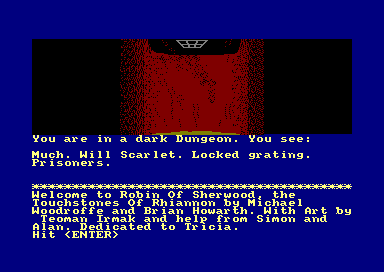 You are in a dark Dungeon. You see:
Much. Will Scarlet. Locked grating.
Prisoners.
****************************************
Welcome to Robin Of Sherwood, the
Touchstones Of Rhiannon by Michael
Woodroffe and Brian Howarth. With Art by
Teoman Irmak and help from Simon and
Alan. Dedicated to Tricia.
Hit <ENTER>